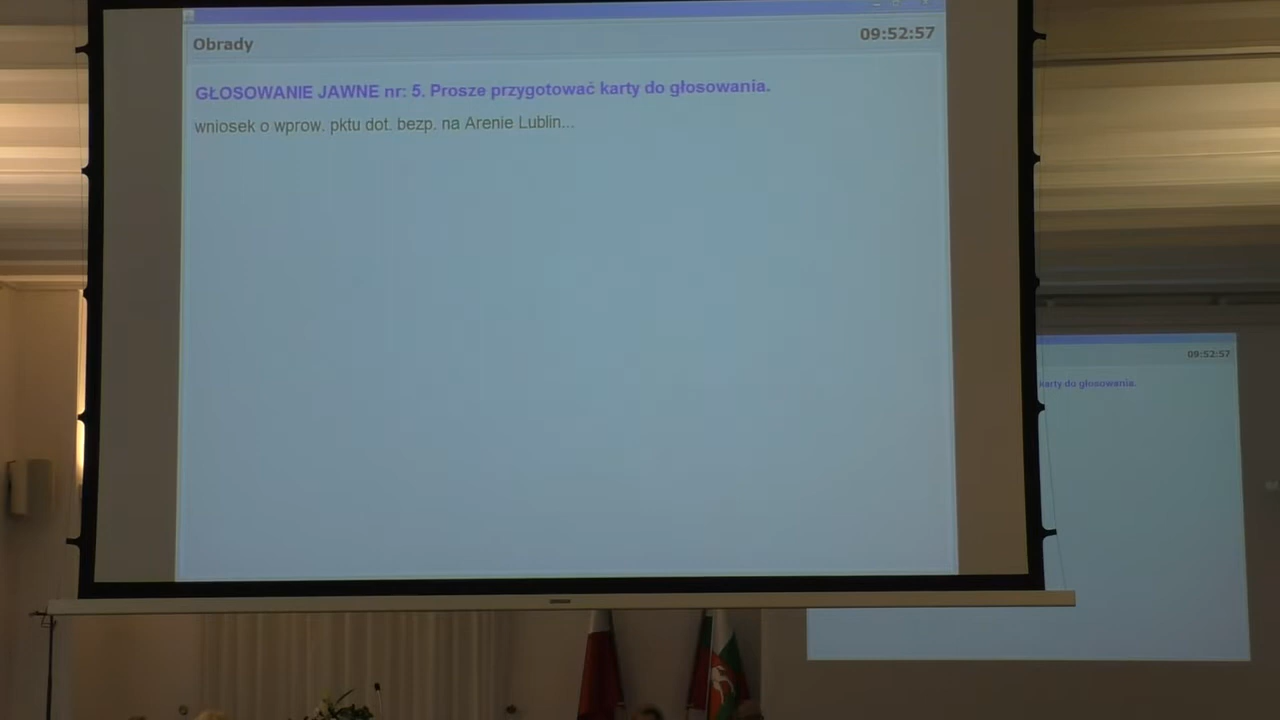 Obrady
09:52:57
GŁOSOWANIE JAWNE nr: 5. Prosze przygotować karty do głosowania.
wniosek o wprow. pktu dot. bezp. na Arenie Lublin...
09:52:57
karty do głosowania.